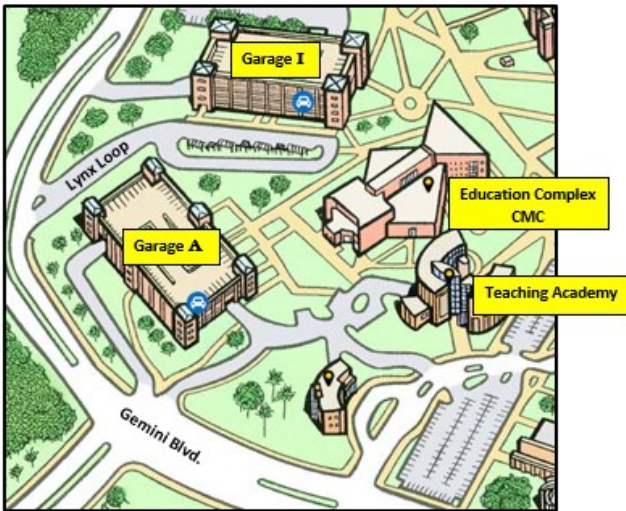 Garage I
Lynx Loop
Education Complex
CMC
Garage A
Teaching Academy
Gemini Blvd.